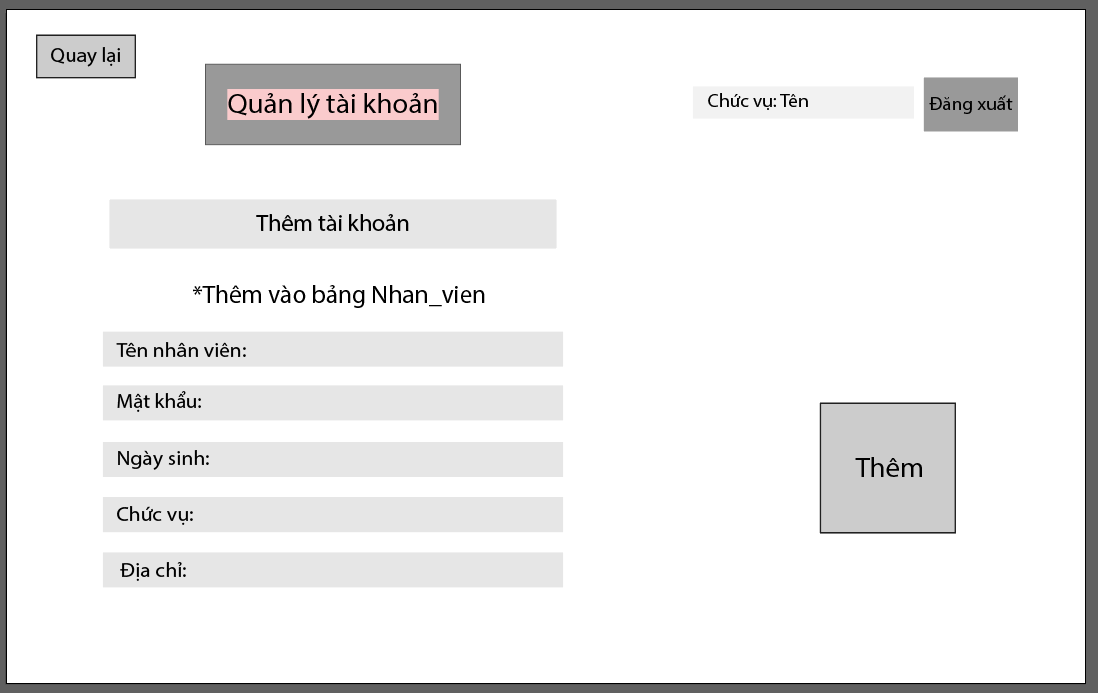 Quay lại
Quản lý tài khoản
Chức vụ: Tên
Đăng xuất
Thêm tài khoản
*Thêm vào bảng Nhan_vien
Tên nhân viên:
Mật khẩu:
Ngày sinh:
Chức vụ:
Địa chỉ:
Thêm